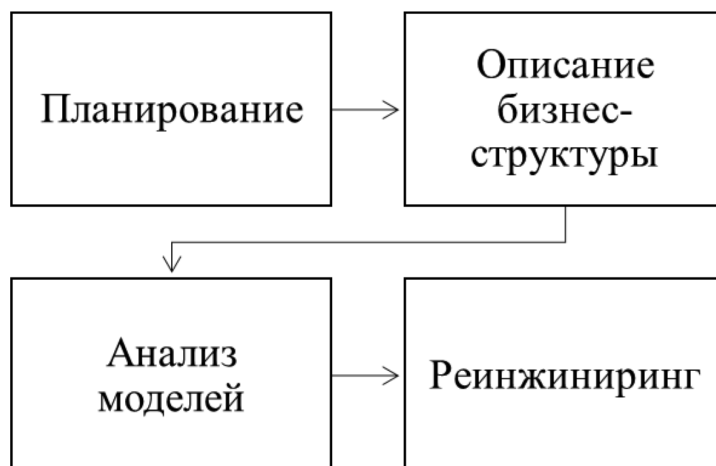 Планирование
Описание
бизнес-
структуры
Анализ
моделей
Реинжиниринг